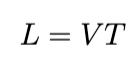 L = VT